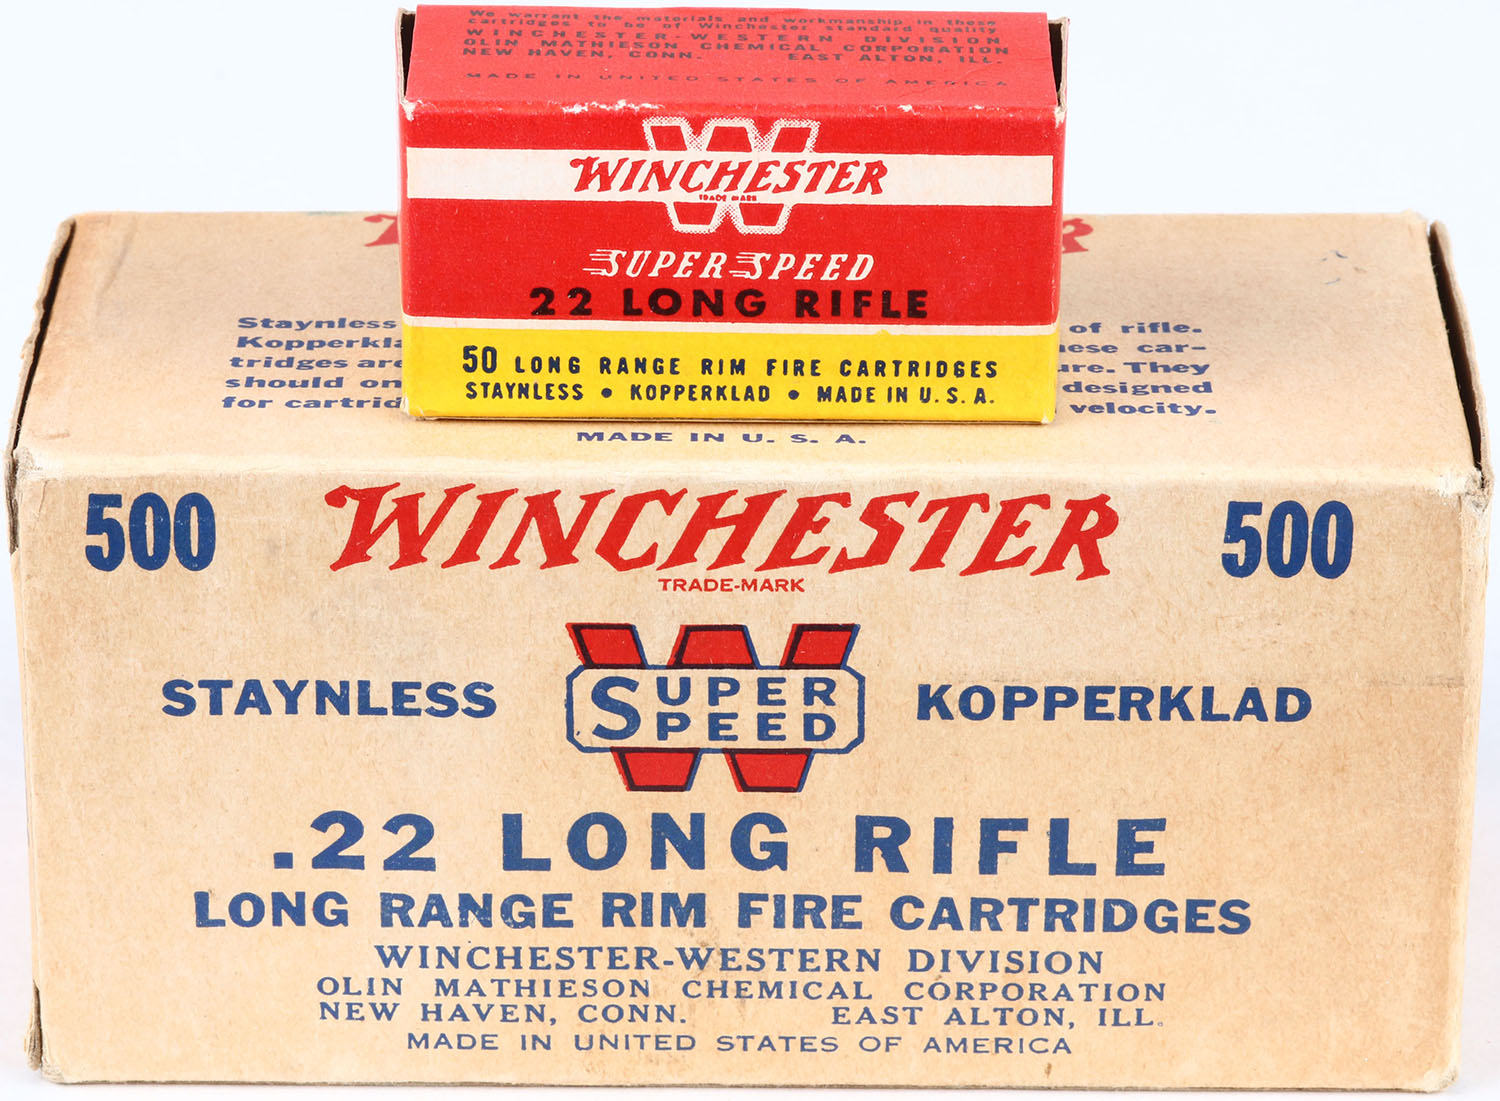 We warrant the materials and workmanship in these
cartridges to be of Winchester standard quality
WINCHESTER-WESTERN DIVISION
OLIN MATHIESON CHEMICAL CORPORATION
NEW HAVEN, CONN. EAST ALTON, ILL.
MADE IN UNITED STATES OF AMERICA
WINCHESTER
TRADE MARK
SUPER SPEED
22 LONG RIFLE
50 LONG RANGE RIM FIRE CARTRIDGES
STAYNLESS • KOPPERKLAD • MADE IN U.S.A.
Staynless of rifle.
car-
tridges are They
should designed
for velocity.
MADE IN U. S. A.
500 WINCHESTER 500
TRADE-MARK
STAYNLESS SUPER SPEED KOPPERKLAD
.22 LONG RIFLE
LONG RANGE RIM FIRE CARTRIDGES
WINCHESTER-WESTERN DIVISION
OLIN MATHIESON CHEMICAL CORPORATION
NEW HAVEN, CONN. EAST ALTON, ILL.
MADE IN UNITED STATES OF AMERICA